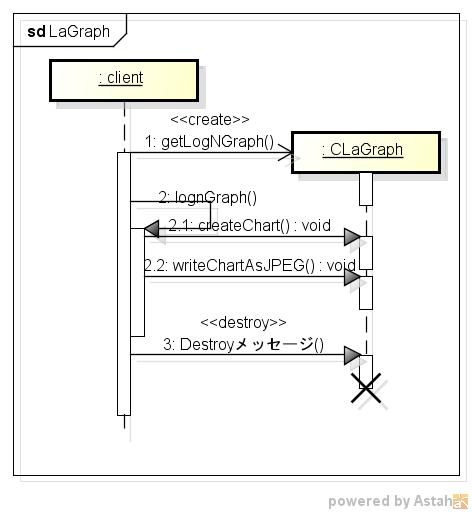 sd LaGraph
: client
<<create>>
1: getLogNGraph()
: CLaGraph
2: lognGraph()
2.1: createChart() : void
2.2: writeChartAsJPEG() : void
<<destroy>>
3: Destroyメッセージ()
powered by Astah